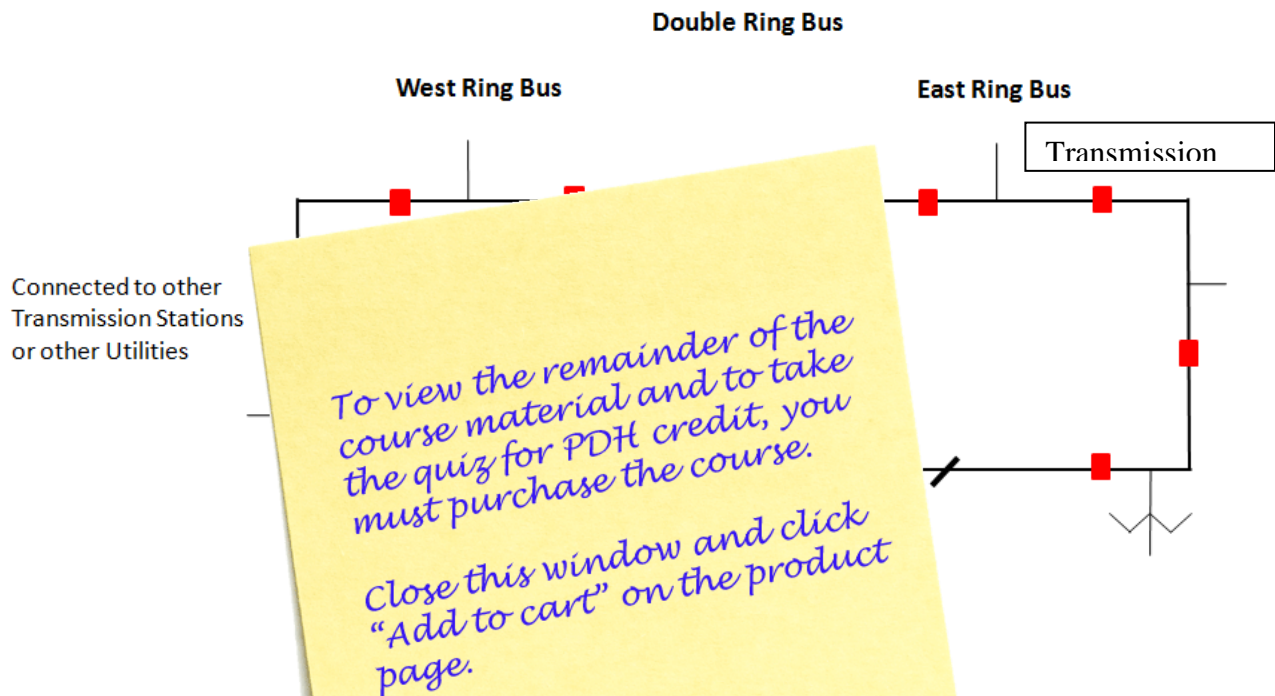 Double Ring Bus
West Ring Bus
East Ring Bus
Transmission
Connected to other
Transmission Stations
or other Utilities
To view the remainder of the
course material and to take
the quiz for PDH credit, you
must purchase the course.
Close this window and click
“Add to cart” on the product
page.